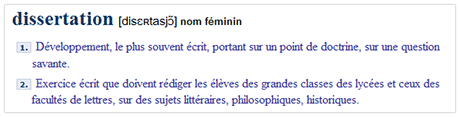 dissertation [disɛʀtasjɔ̃] nom féminin
1. Développement, le plus souvent écrit, portant sur un point de doctrine, sur une question
savante.
2. Exercice écrit que doivent rédiger les élèves des grandes classes des lycées et ceux des
facultés de lettres, sur des sujets littéraires, philosophiques, historiques.